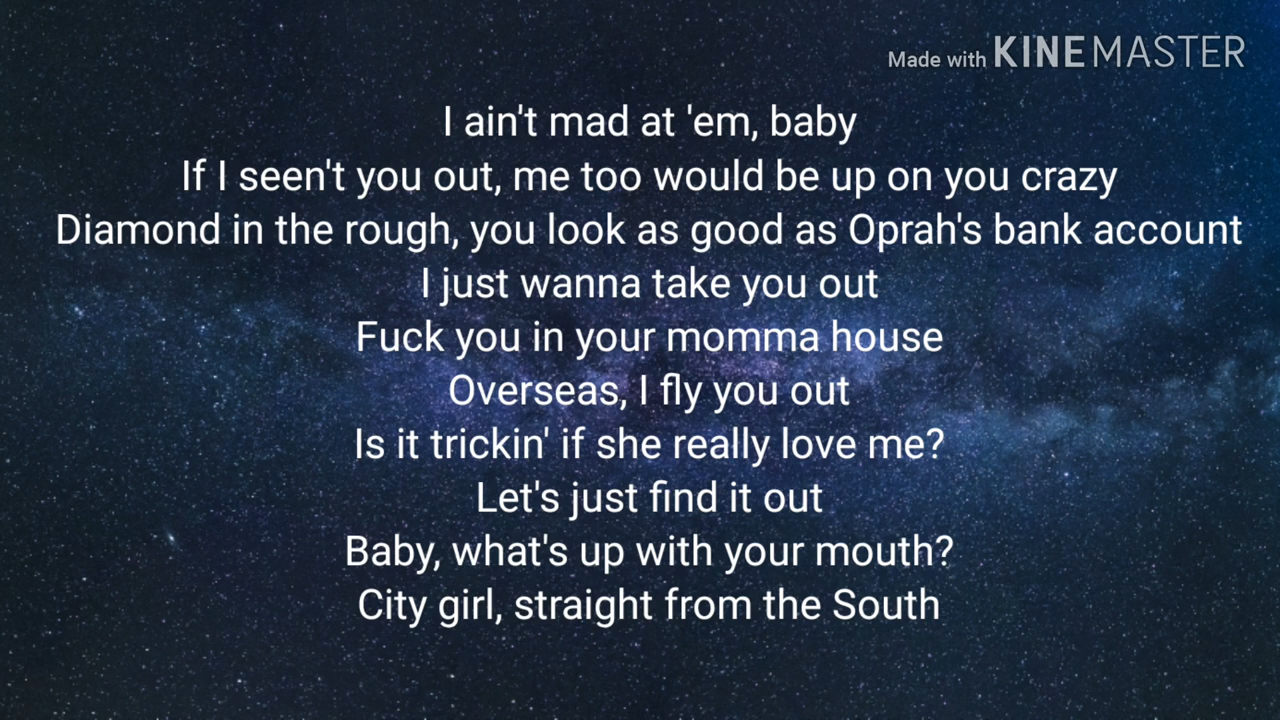 Made with KINEMASTER
I ain't mad at 'em, baby
If I seen't you out, me too would be up on you crazy
Diamond in the rough, you look as good as Oprah's bank account
I just wanna take you out
Fuck you in your momma house
Overseas, I fly you out
Is it trickin' if she really love me?
Let's just find it out
Baby, what's up with your mouth?
City girl, straight from the South